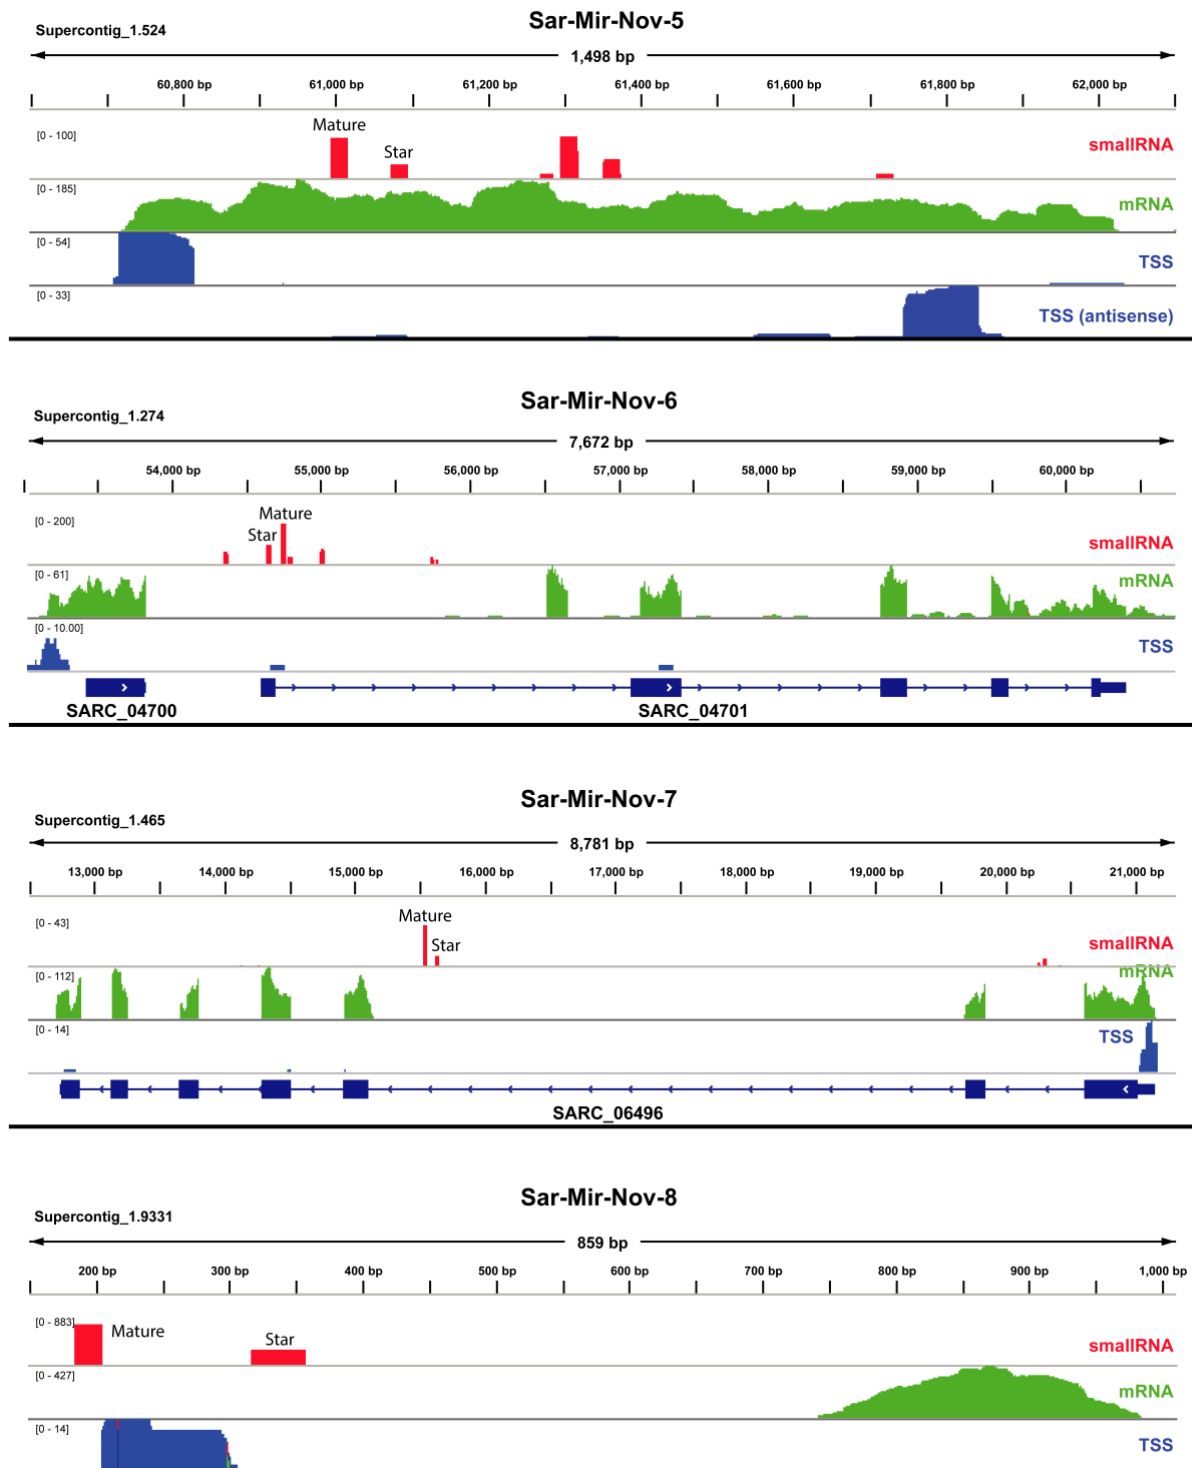 Sar-Mir-Nov-5
Supercontig_1.524
1,498 bp
60,800 bp 61,000 bp 61,200 bp 61,400 bp 61,600 bp 61,800 bp 62,000 bp
Mature
[0 - 100]
Star
smallRNA
[0 - 185]
mRNA
[0 - 54]
TSS
[0 - 33]
TSS (antisense)
Sar-Mir-Nov-6
Supercontig_1.274
7,672 bp
54,000 bp 55,000 bp 56,000 bp 57,000 bp 58,000 bp 59,000 bp 60,000 bp
Mature
[0 - 200]
Star
smallRNA
[0 - 61]
mRNA
[0 - 10.00]
TSS
SARC_04700 SARC_04701
Sar-Mir-Nov-7
Supercontig_1.465
8,781 bp
13,000 bp 14,000 bp 15,000 bp 16,000 bp 17,000 bp 18,000 bp 19,000 bp 20,000 bp 21,000 bp
Mature
[0 - 43]
Star
smallRNA
[0 - 112]
mRNA
[0 - 14]
TSS
SARC_06496
Sar-Mir-Nov-8
Supercontig_1.9331
859 bp
200 bp 300 bp 400 bp 500 bp 600 bp 700 bp 800 bp 900 bp 1,000 bp
[0 - 883]
Mature
Star
smallRNA
[0 - 427]
mRNA
[0 - 14]
TSS